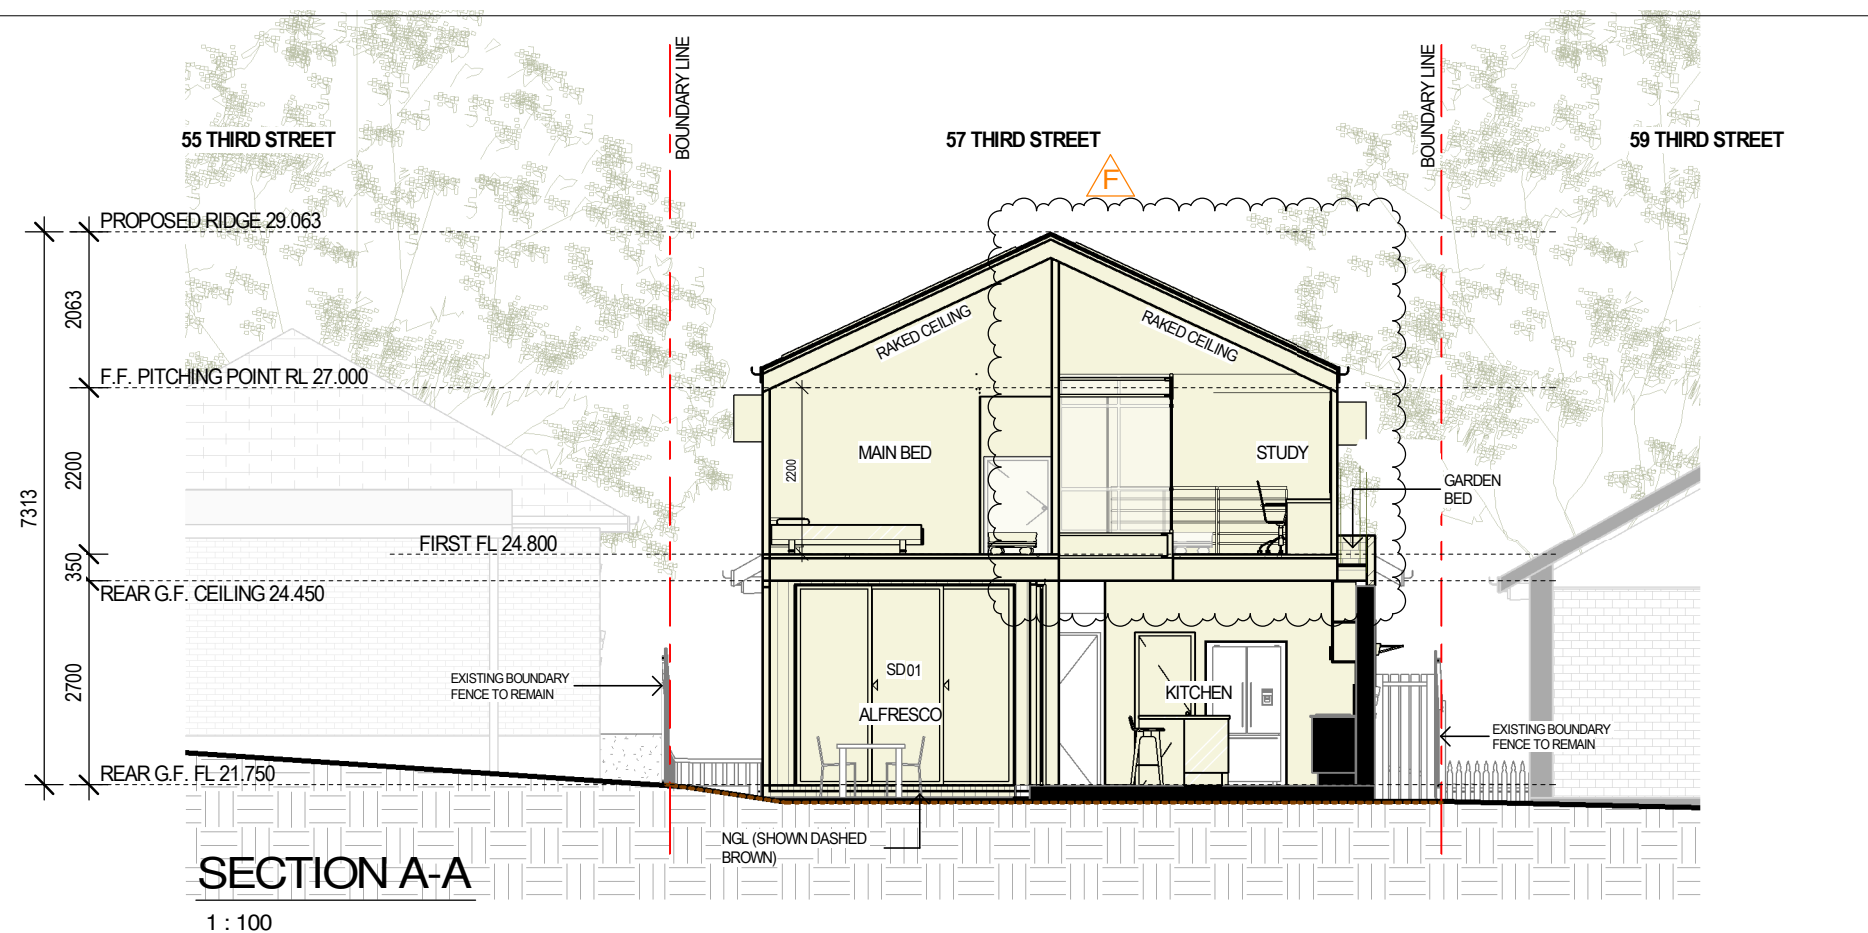 BOUNDARY LINE
BOUNDARY LINE
55 THIRD STREET
57 THIRD STREET
59 THIRD STREET
F
PROPOSED RIDGE 29.063
2063
RAKED CEILING
RAKED CEILING
F.F. PITCHING POINT RL 27.000
MAIN BED
STUDY
2200
2200
GARDEN
BED
7313
FIRST FL 24.800
350
REAR G.F. CEILING 24.450
2700
EXISTING BOUNDARY
FENCE TO REMAIN
SD01
KITCHEN
ALFRESCO
EXISTING BOUNDARY
FENCE TO REMAIN
REAR G.F. FL 21.750
NGL (SHOWN DASHED
BROWN)
SECTION A-A
1 : 100